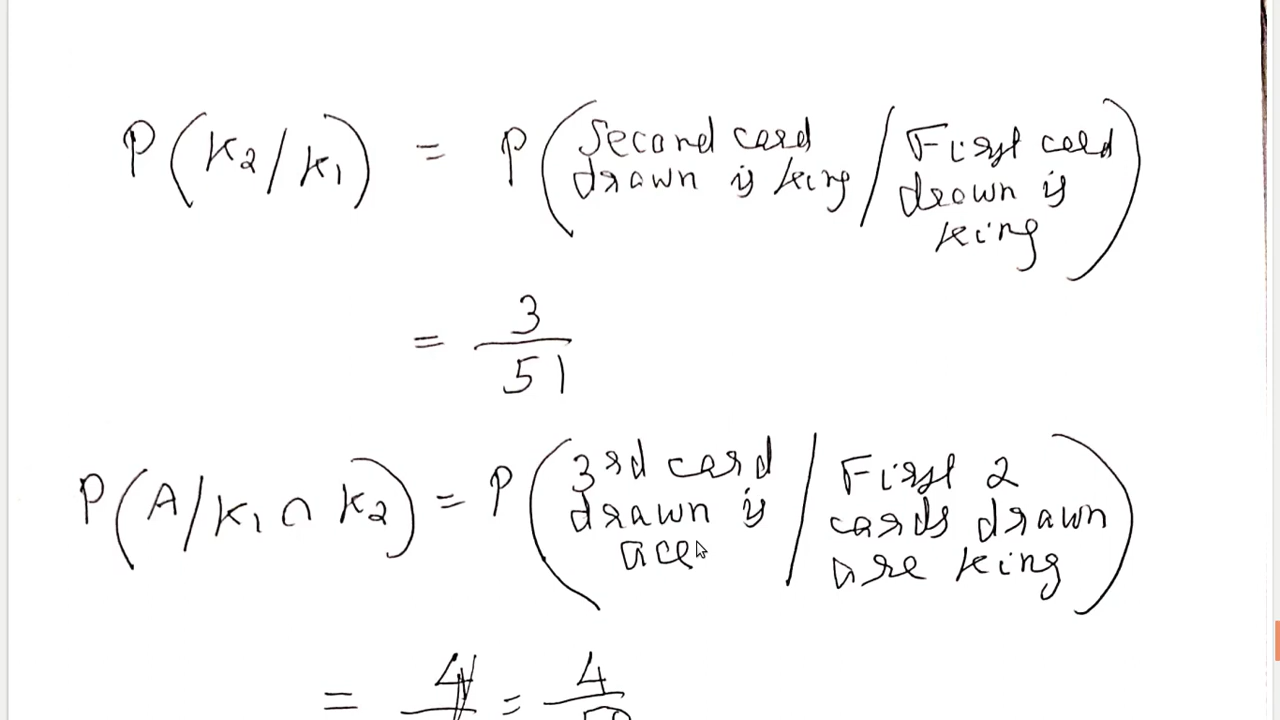 P(K₂/K₁) = P(Second card drawn is king / First card drawn is king)
= 3/51
P(A/K₁ ∩ K₂) = P(3rd card drawn is ace / First 2 cards drawn are king)
= 4 = 4